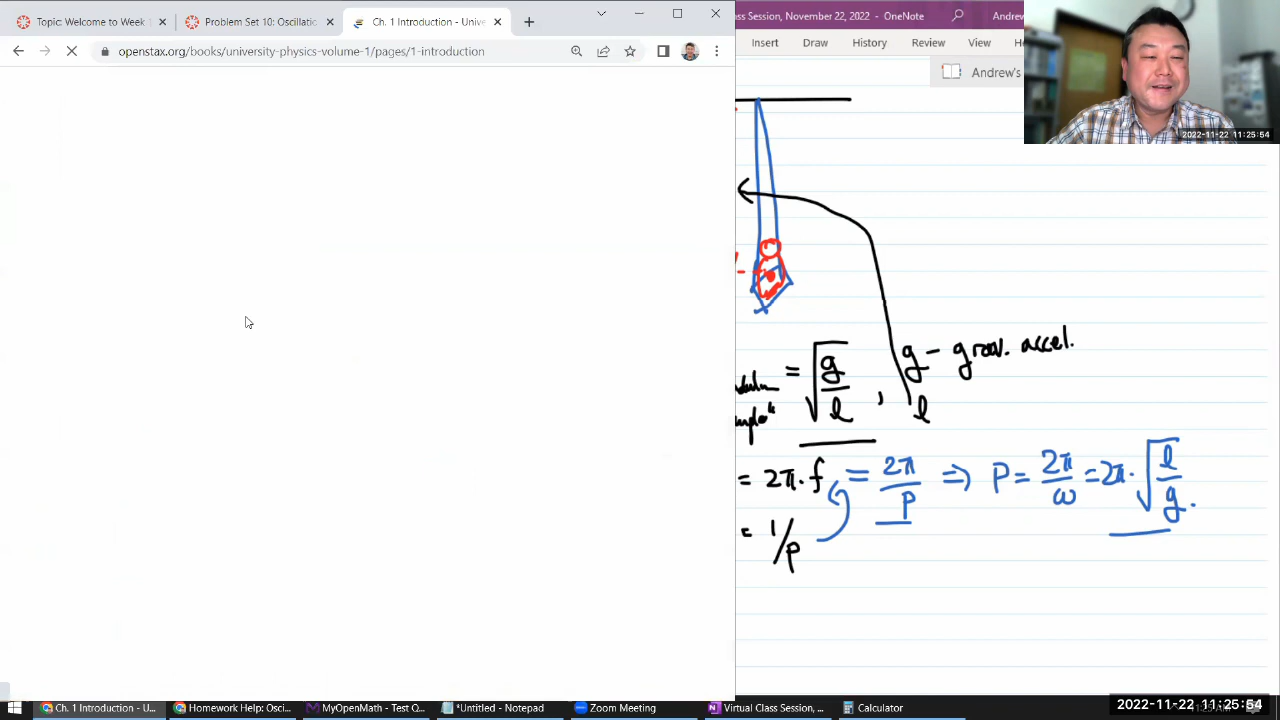 Topic - Welcome to Week
Problem Set 10: Gravitatio
Ch. 1 Introduction - University
ss Session, November 22, 2022 - OneNote
Andrew
openstax.org/books/university-physics-volume-1/pages/1-introduction
Insert Draw History Review View
Andrew's
2022-11-22 11:25:54
g - grav. accel.
= √g/l , l
= 2π·f = 2π/P ⇒ P = 2π/ω = 2π·√l/g.
= 1/P
Ch. 1 Introduction - U...
Homework Help: Osci...
MyOpenMath - Test Q...
*Untitled - Notepad
Zoom Meeting
Virtual Class Session, ...
Calculator
2022-11-22 11:25:54